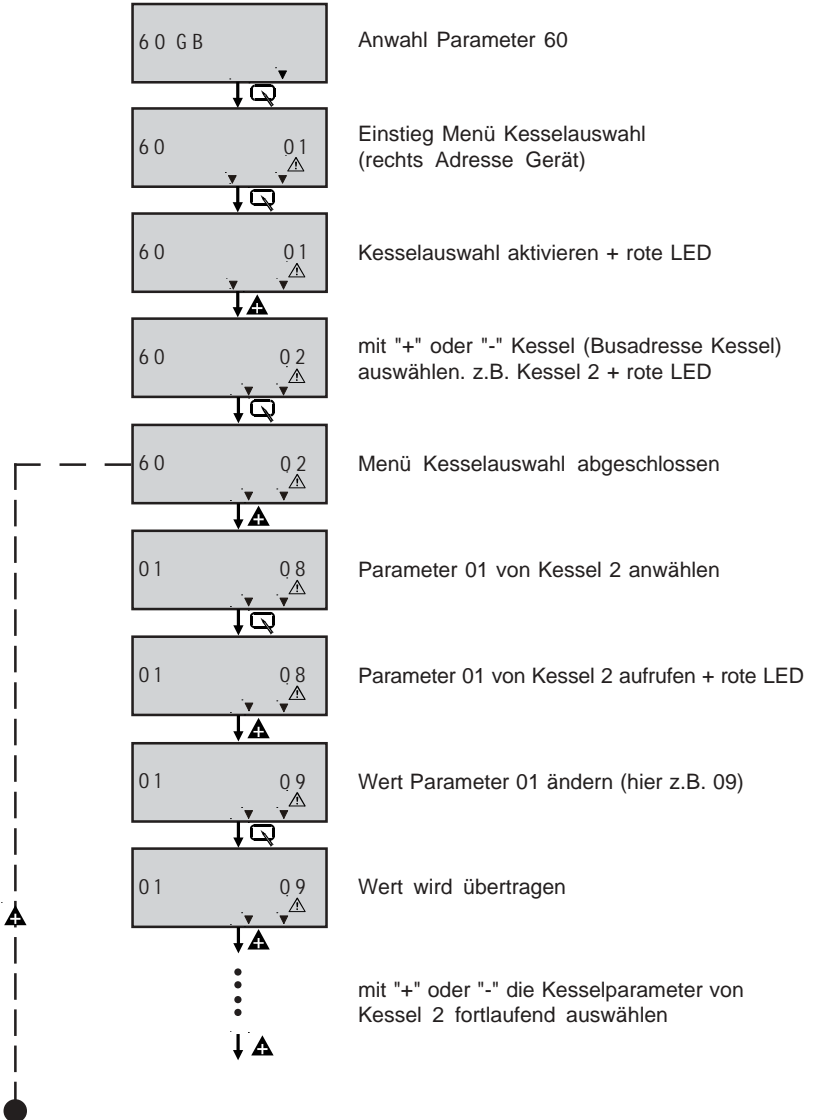 60 GB
Anwahl Parameter 60
60 01
Einstieg Menü Kesselauswahl
(rechts Adresse Gerät)
60 01
Kesselauswahl aktivieren + rote LED
60 02
mit "+" oder "-" Kessel (Busadresse Kessel)
auswählen. z.B. Kessel 2 + rote LED
60 02
Menü Kesselauswahl abgeschlossen
01 08
Parameter 01 von Kessel 2 anwählen
01 08
Parameter 01 von Kessel 2 aufrufen + rote LED
01 09
Wert Parameter 01 ändern (hier z.B. 09)
01 09
Wert wird übertragen
mit "+" oder "-" die Kesselparameter von
Kessel 2 fortlaufend auswählen